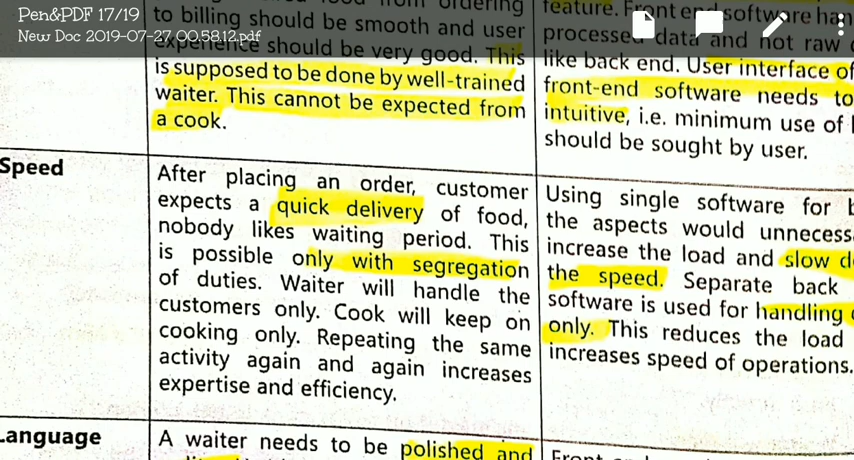 Pen&PDF 17/19
New Doc 2019-07-27 00.58.12.pdf
from ordering
to billing should be smooth and user
experience should be very good. This
is supposed to be done by well-trained
waiter. This cannot be expected from
a cook.
feature. Front end software
processed data and not raw
like back end. User interface of
front-end software needs to
intuitive, i.e. minimum use of
should be sought by user.
Speed
After placing an order, customer
expects a quick delivery of food,
nobody likes waiting period. This
is possible only with segregation
of duties. Waiter will handle the
customers only. Cook will keep on
cooking only. Repeating the same
activity again and again increases
expertise and efficiency.
Using single software for
the aspects would
increase the load and slow
the speed. Separate back
software is used for handling
only. This reduces the load
increases speed of operations.
Language
A waiter needs to be polished and
Front